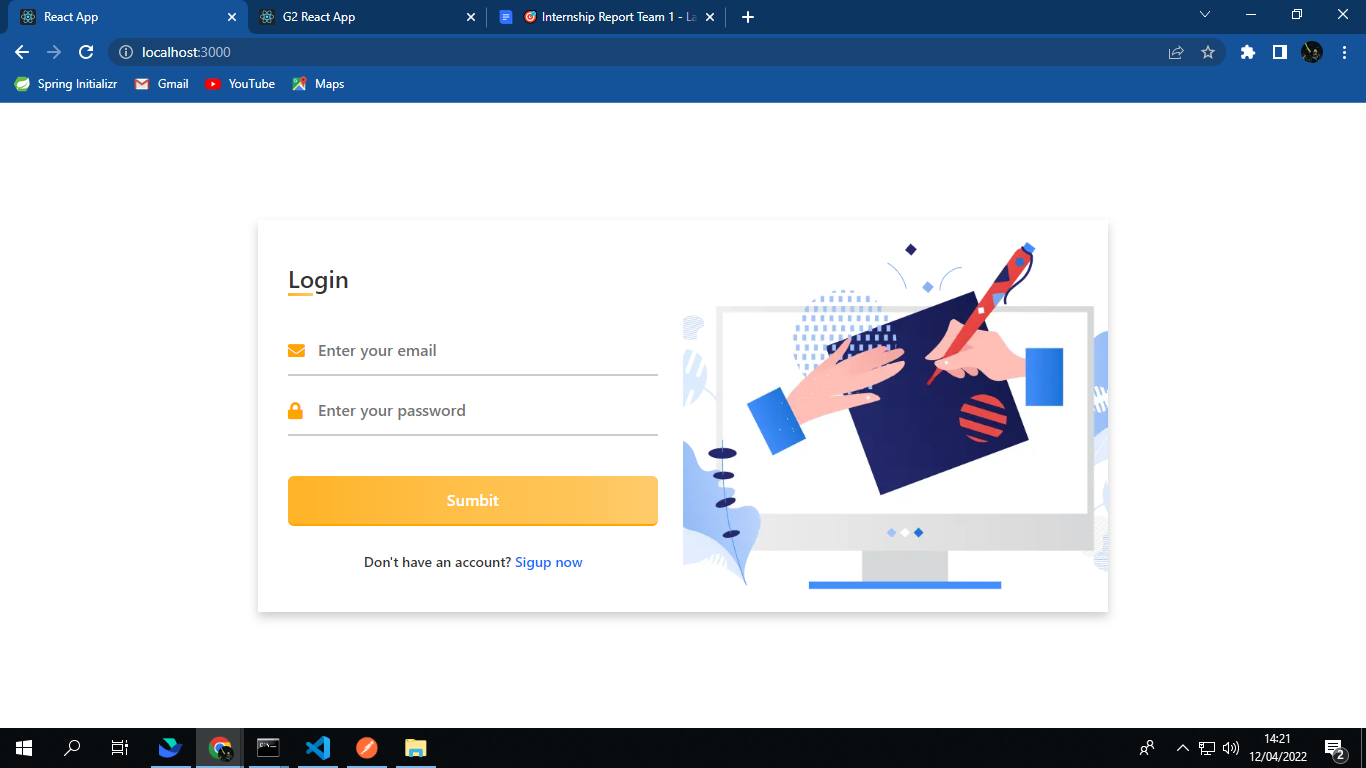 React App
G2 React App
Internship Report Team 1 - La
localhost:3000
Spring Initializr
Gmail
YouTube
Maps
Login
Enter your email
Enter your password
Sumbit
Don't have an account? Sigup now
14:21
12/04/2022
2